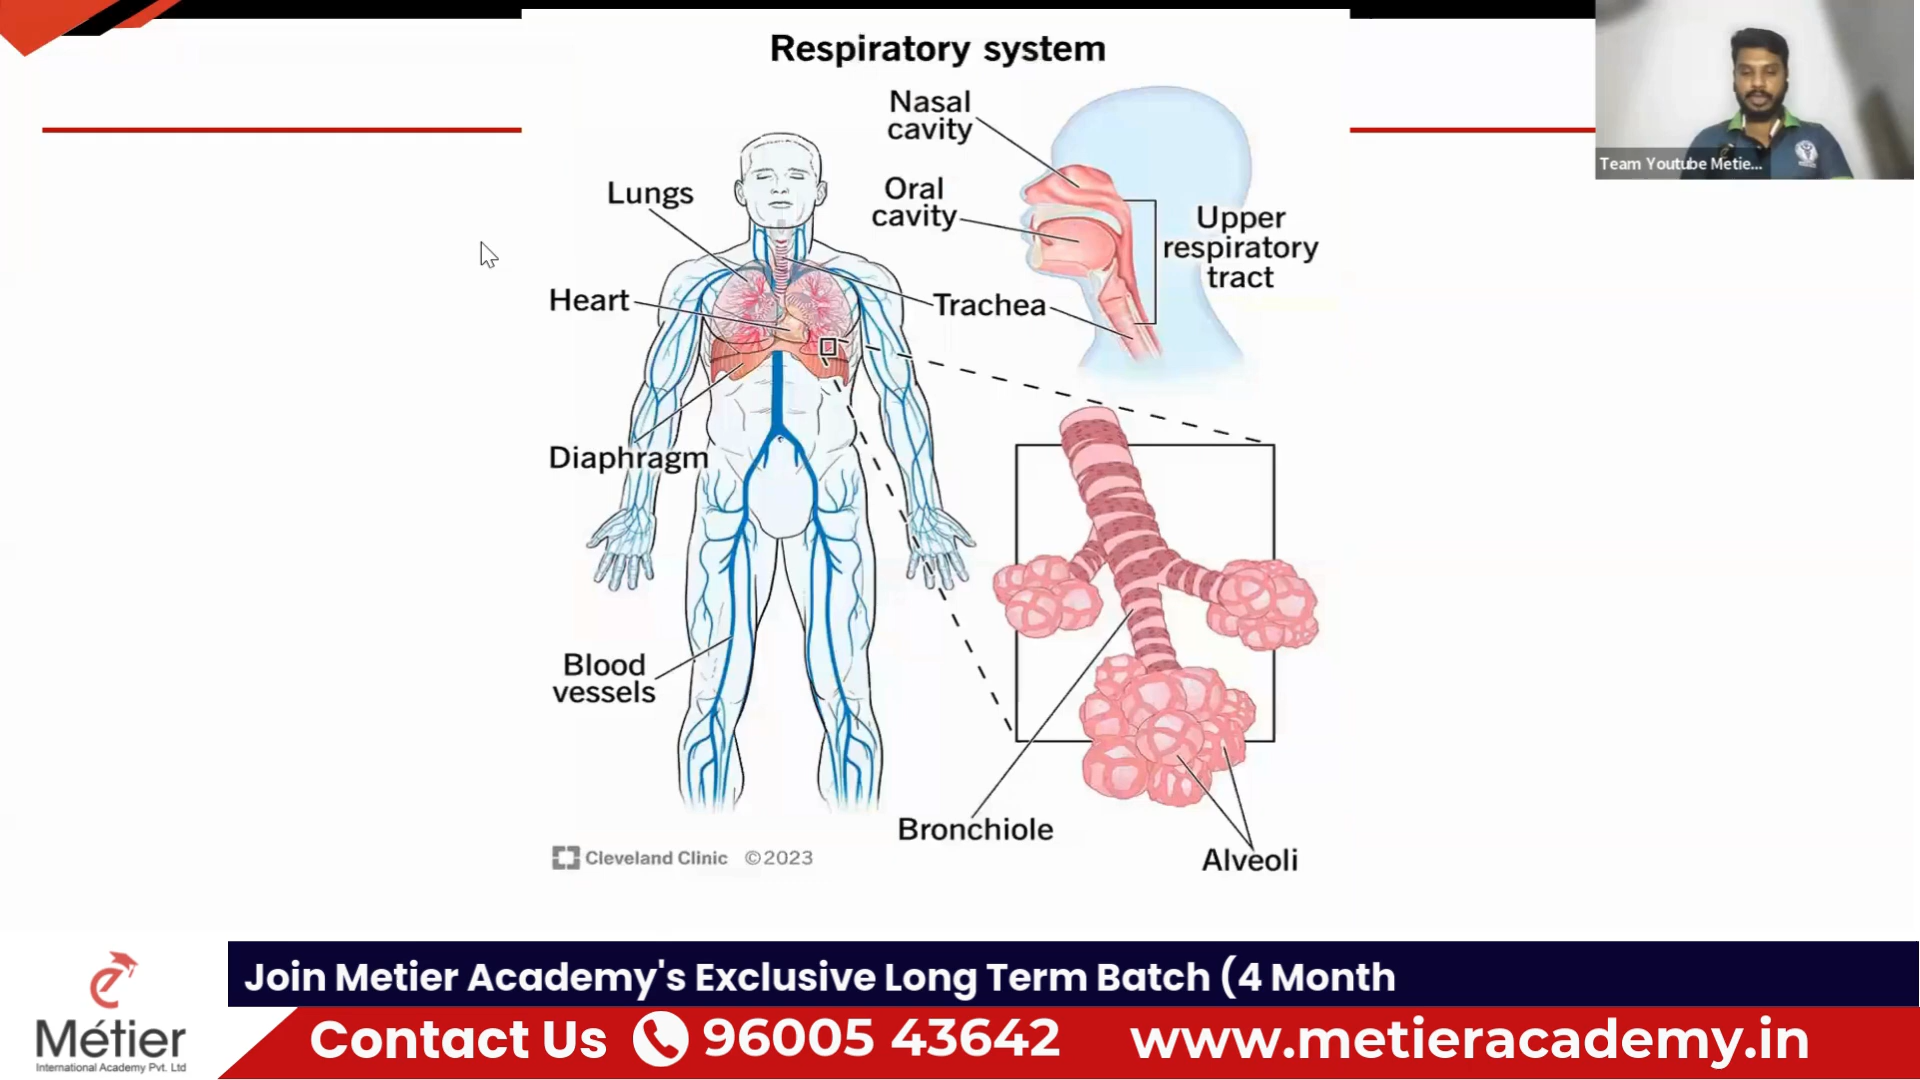 Respiratory system
Nasal
cavity
Lungs
Oral
cavity
Upper
respiratory
tract
Heart
Trachea
Diaphragm
Blood
vessels
Bronchiole
Alveoli
Cleveland Clinic ©2023
Team Youtube Metie...
Join Metier Academy's Exclusive Long Term Batch (4 Month
Métier
International Academy Pvt. Ltd
Contact Us 96005 43642 www.metieracademy.in